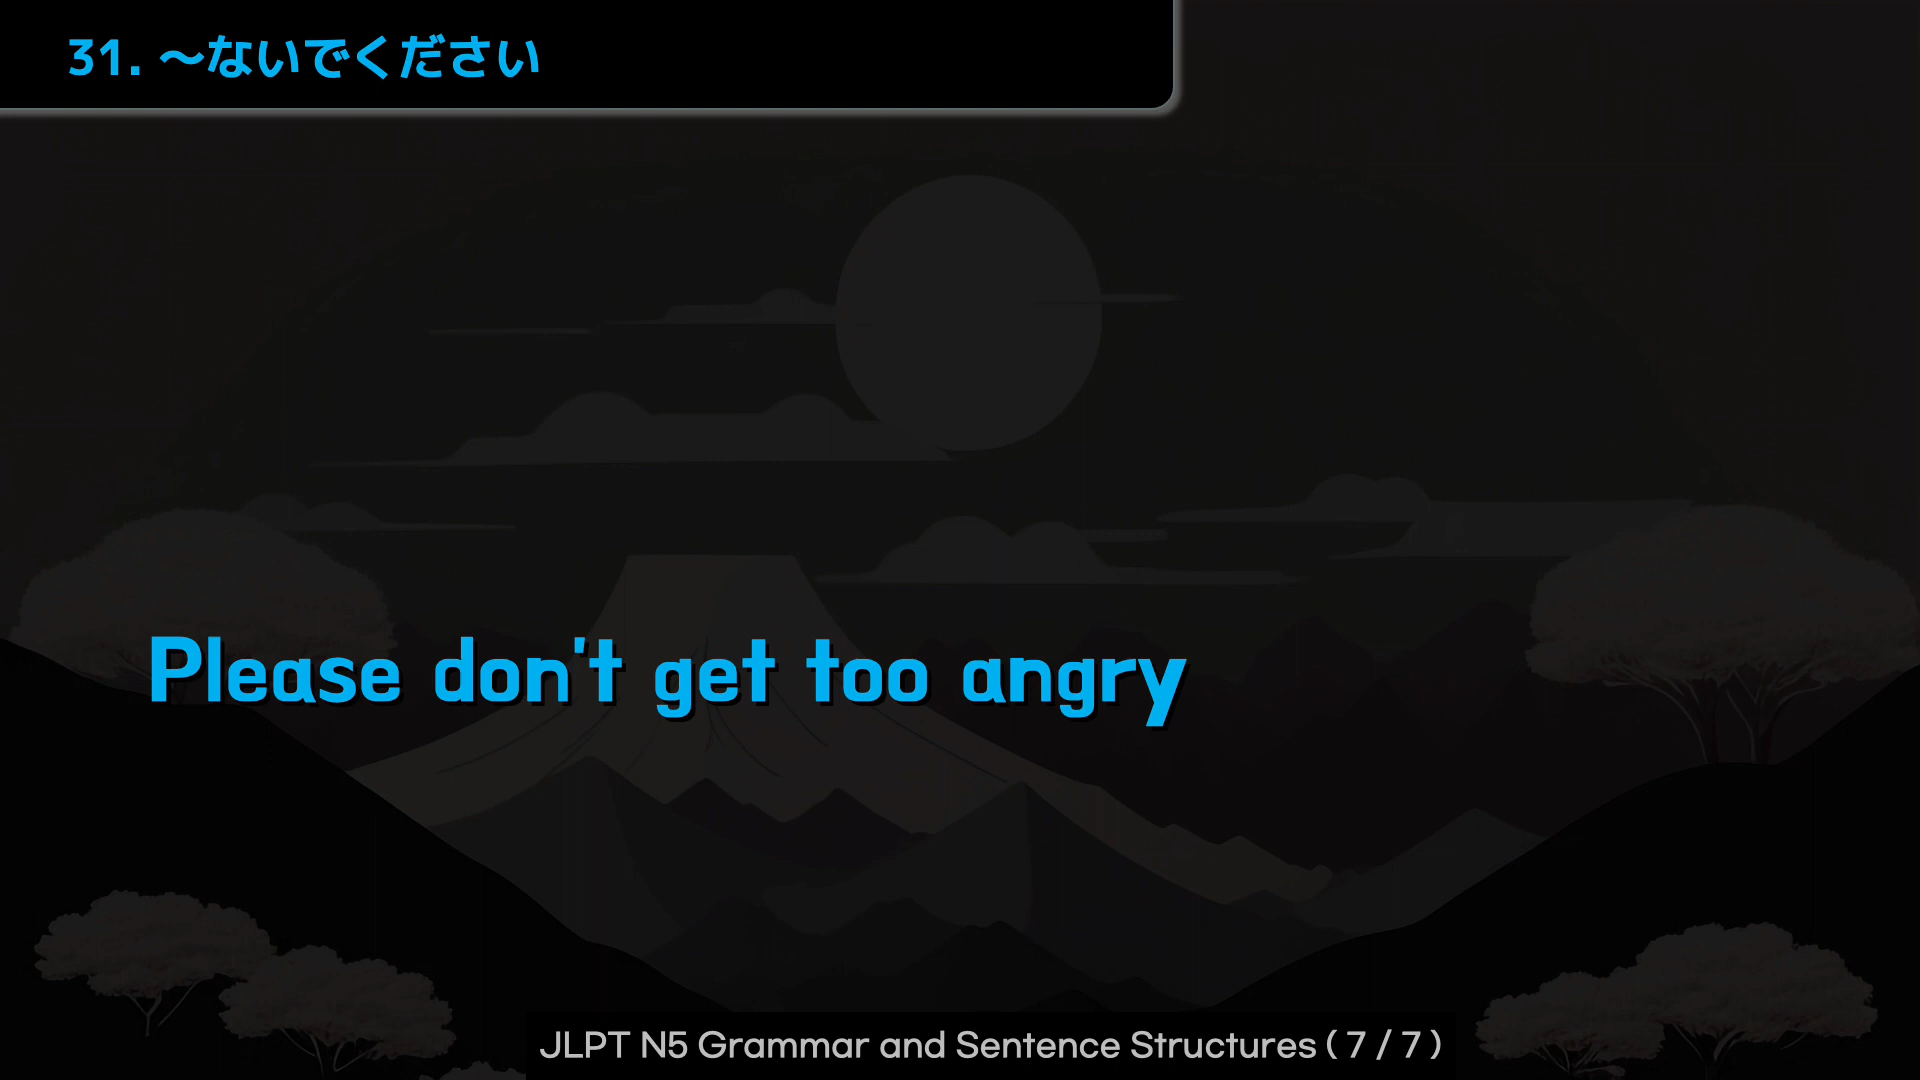 31. ～ないでください
Please don't get too angry
JLPT N5 Grammar and Sentence Structures ( 7 / 7 )